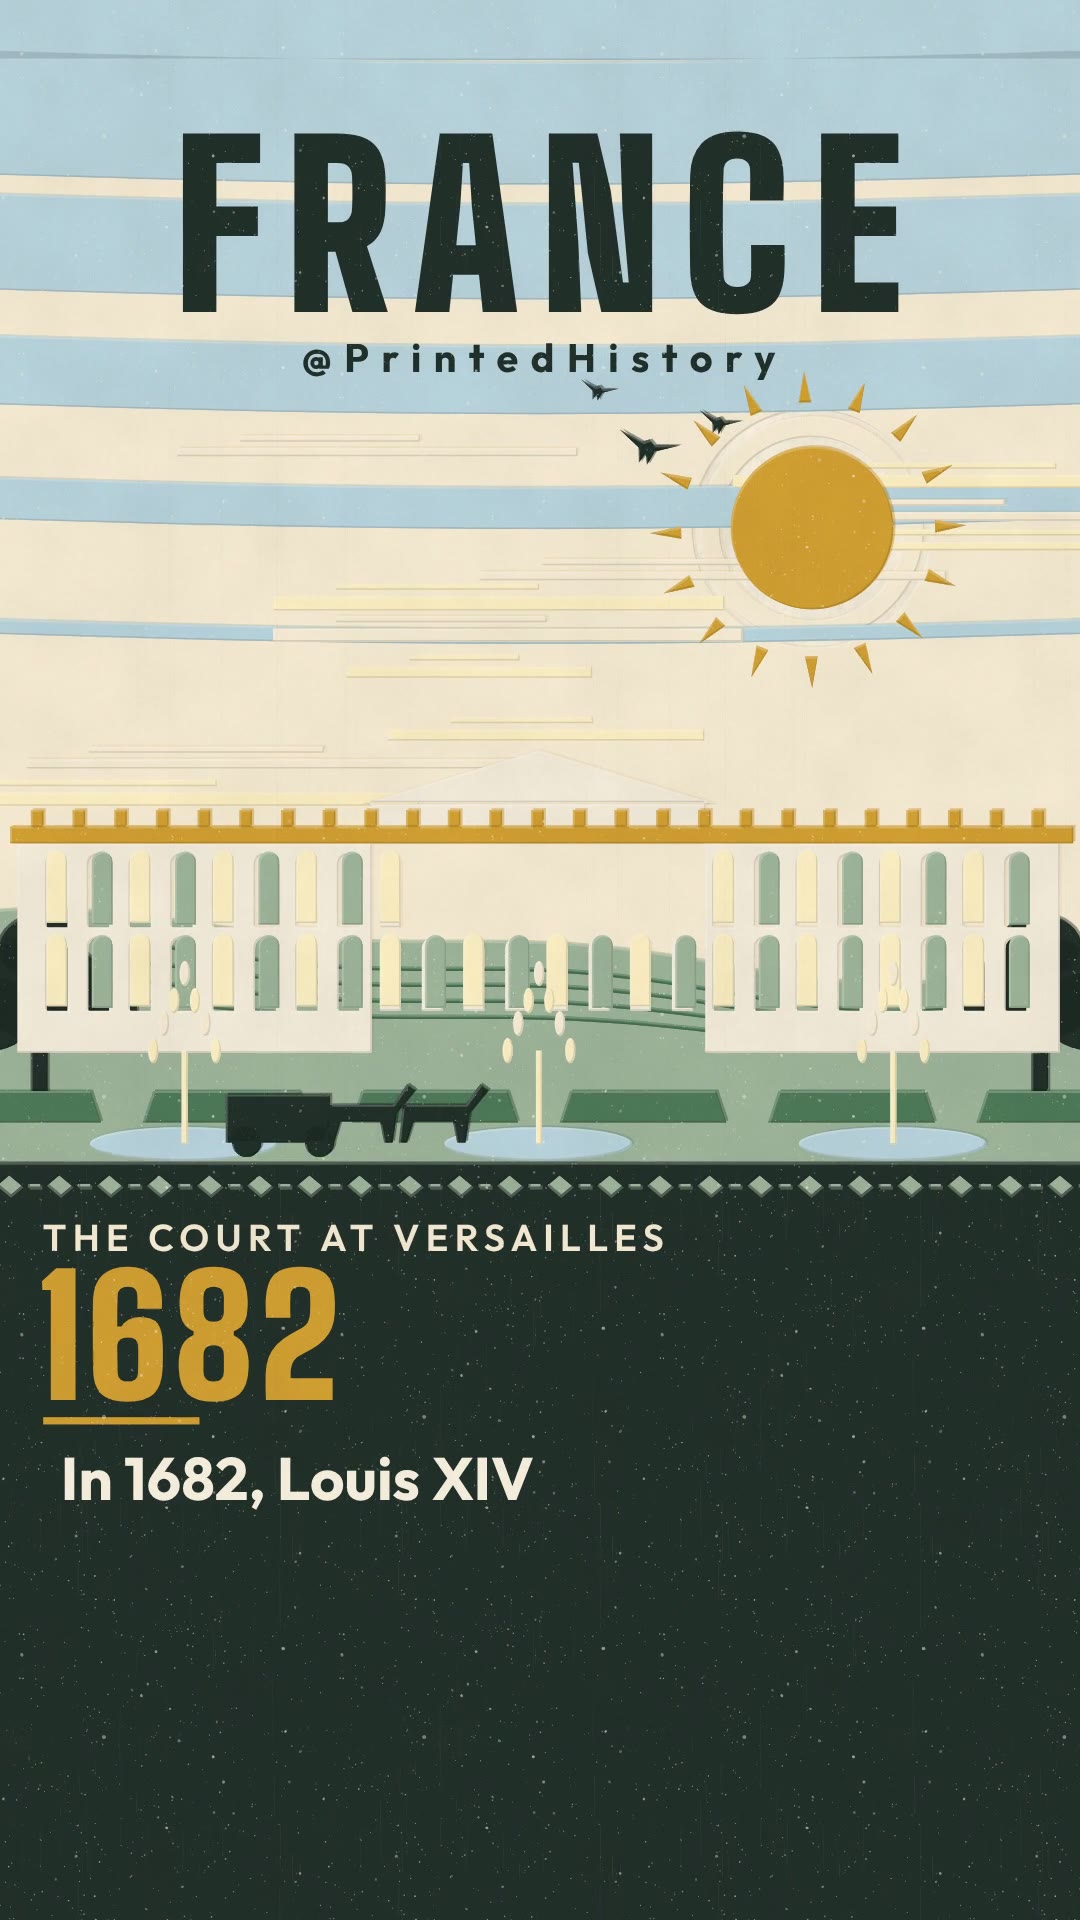 FRANCE
@PrintedHistory
THE COURT AT VERSAILLES
1682
In 1682, Louis XIV